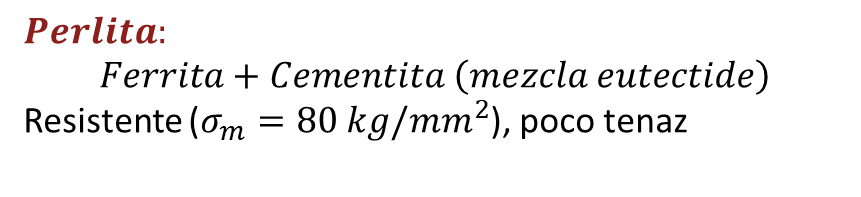 Perlita:
Ferrita + Cementita (mezcla eutectide)
Resistente (σₘ = 80 kg/mm²), poco tenaz